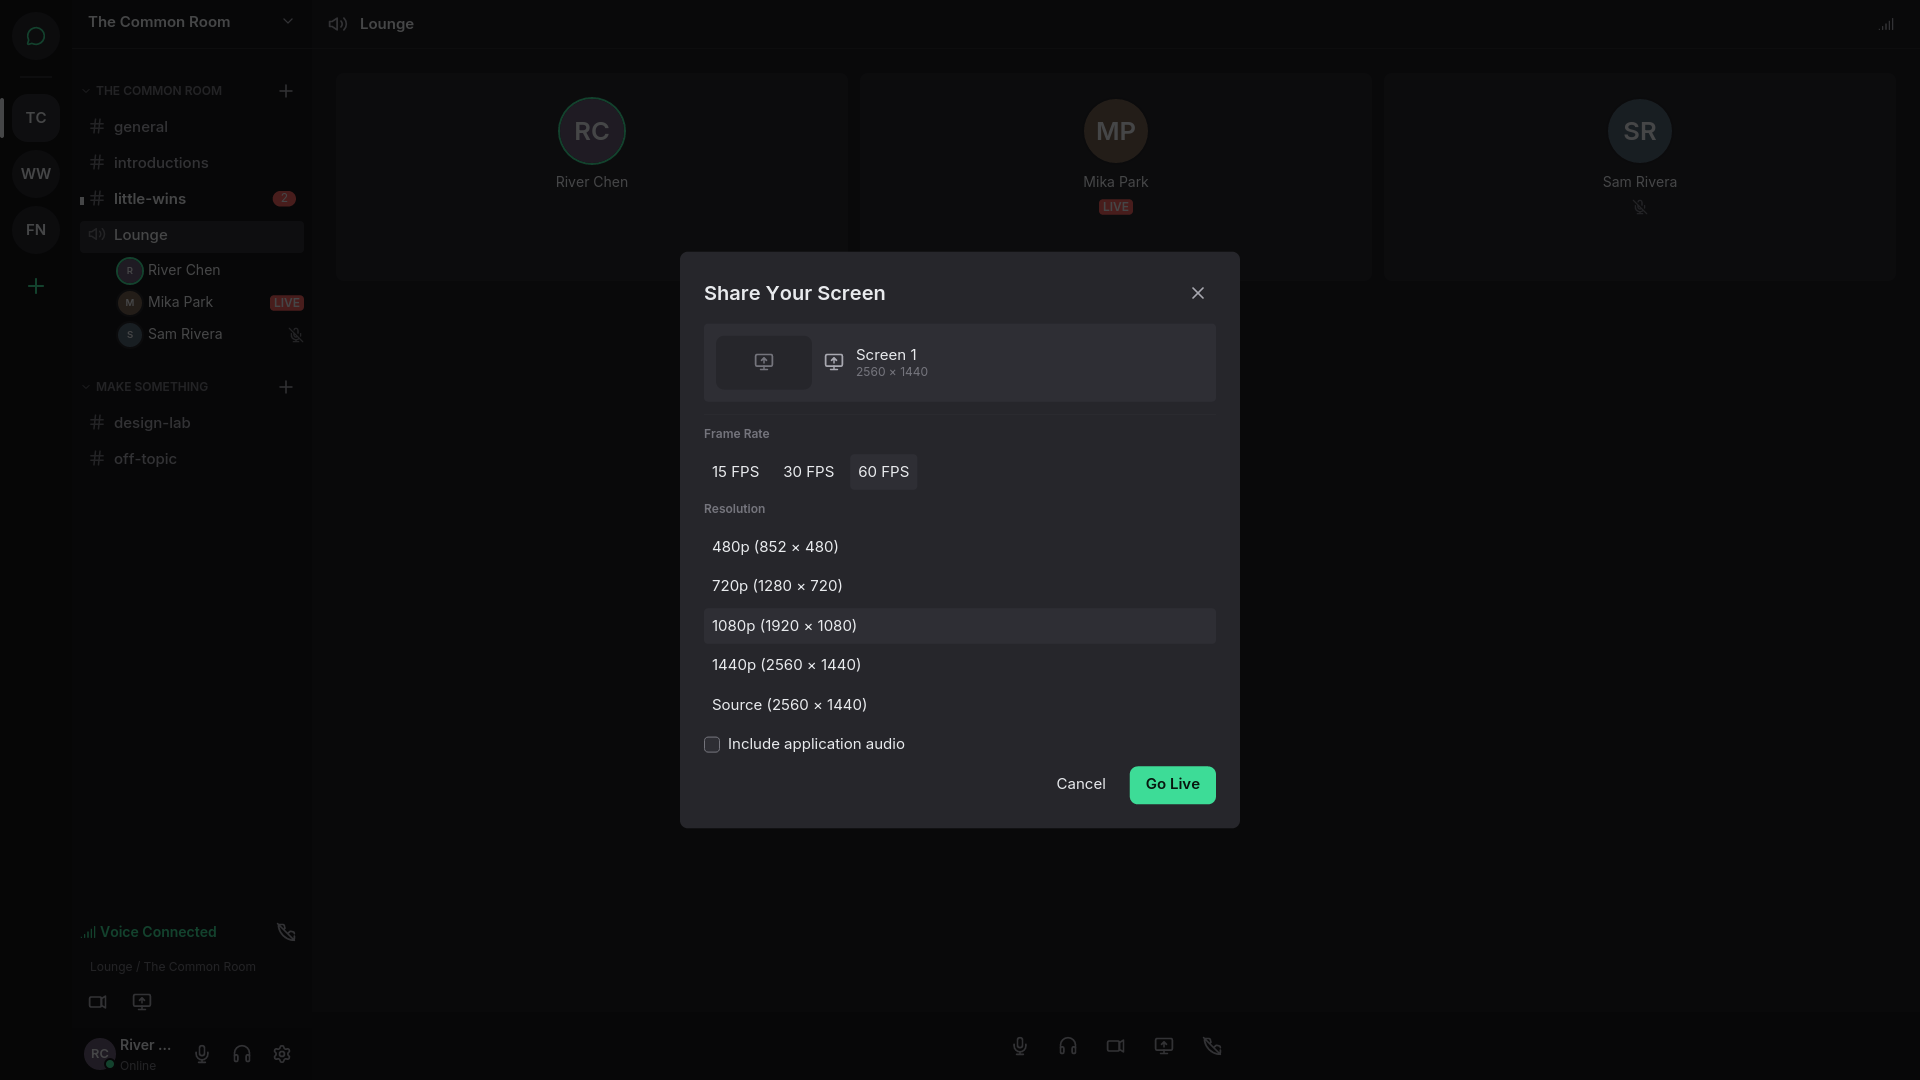 The Common Room
Lounge
TC
WW
FN
THE COMMON ROOM
general
introductions
little-wins
2
Lounge
R
River Chen
M
Mika Park
LIVE
S
Sam Rivera
MAKE SOMETHING
design-lab
off-topic
Voice Connected
Lounge / The Common Room
RC
River ...
Online
RC
River Chen
MP
Mika Park
LIVE
SR
Sam Rivera
Share Your Screen
Screen 1
2560 × 1440
Frame Rate
15 FPS
30 FPS
60 FPS
Resolution
480p (852 × 480)
720p (1280 × 720)
1080p (1920 × 1080)
1440p (2560 × 1440)
Source (2560 × 1440)
Include application audio
Cancel
Go Live